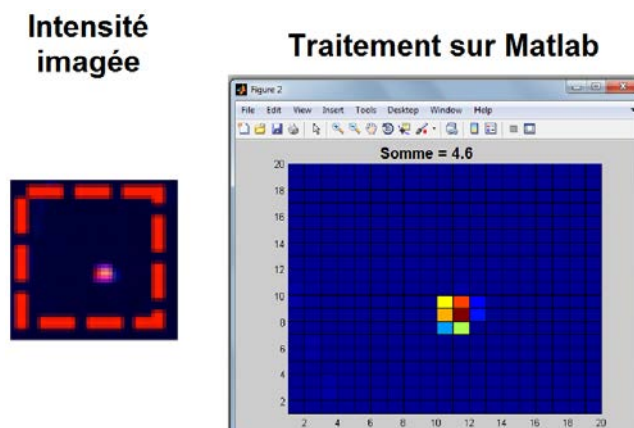 Intensité
imagée
Traitement sur Matlab
Figure 2
File Edit View Insert Tools Desktop Window Help
Somme = 4.6
20
18
16
14
12
10
8
6
4
2
2 4 6 8 10 12 14 16 18 20